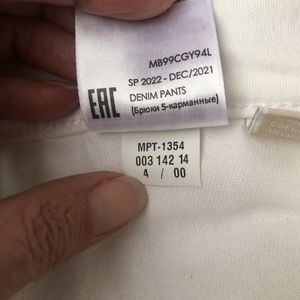 MB99CGY94L
SP 2022 - DEC/2021
EAC
DENIM PANTS
(Брюки 5-карманные)
MPT-1354
003 142 14
4 / 00